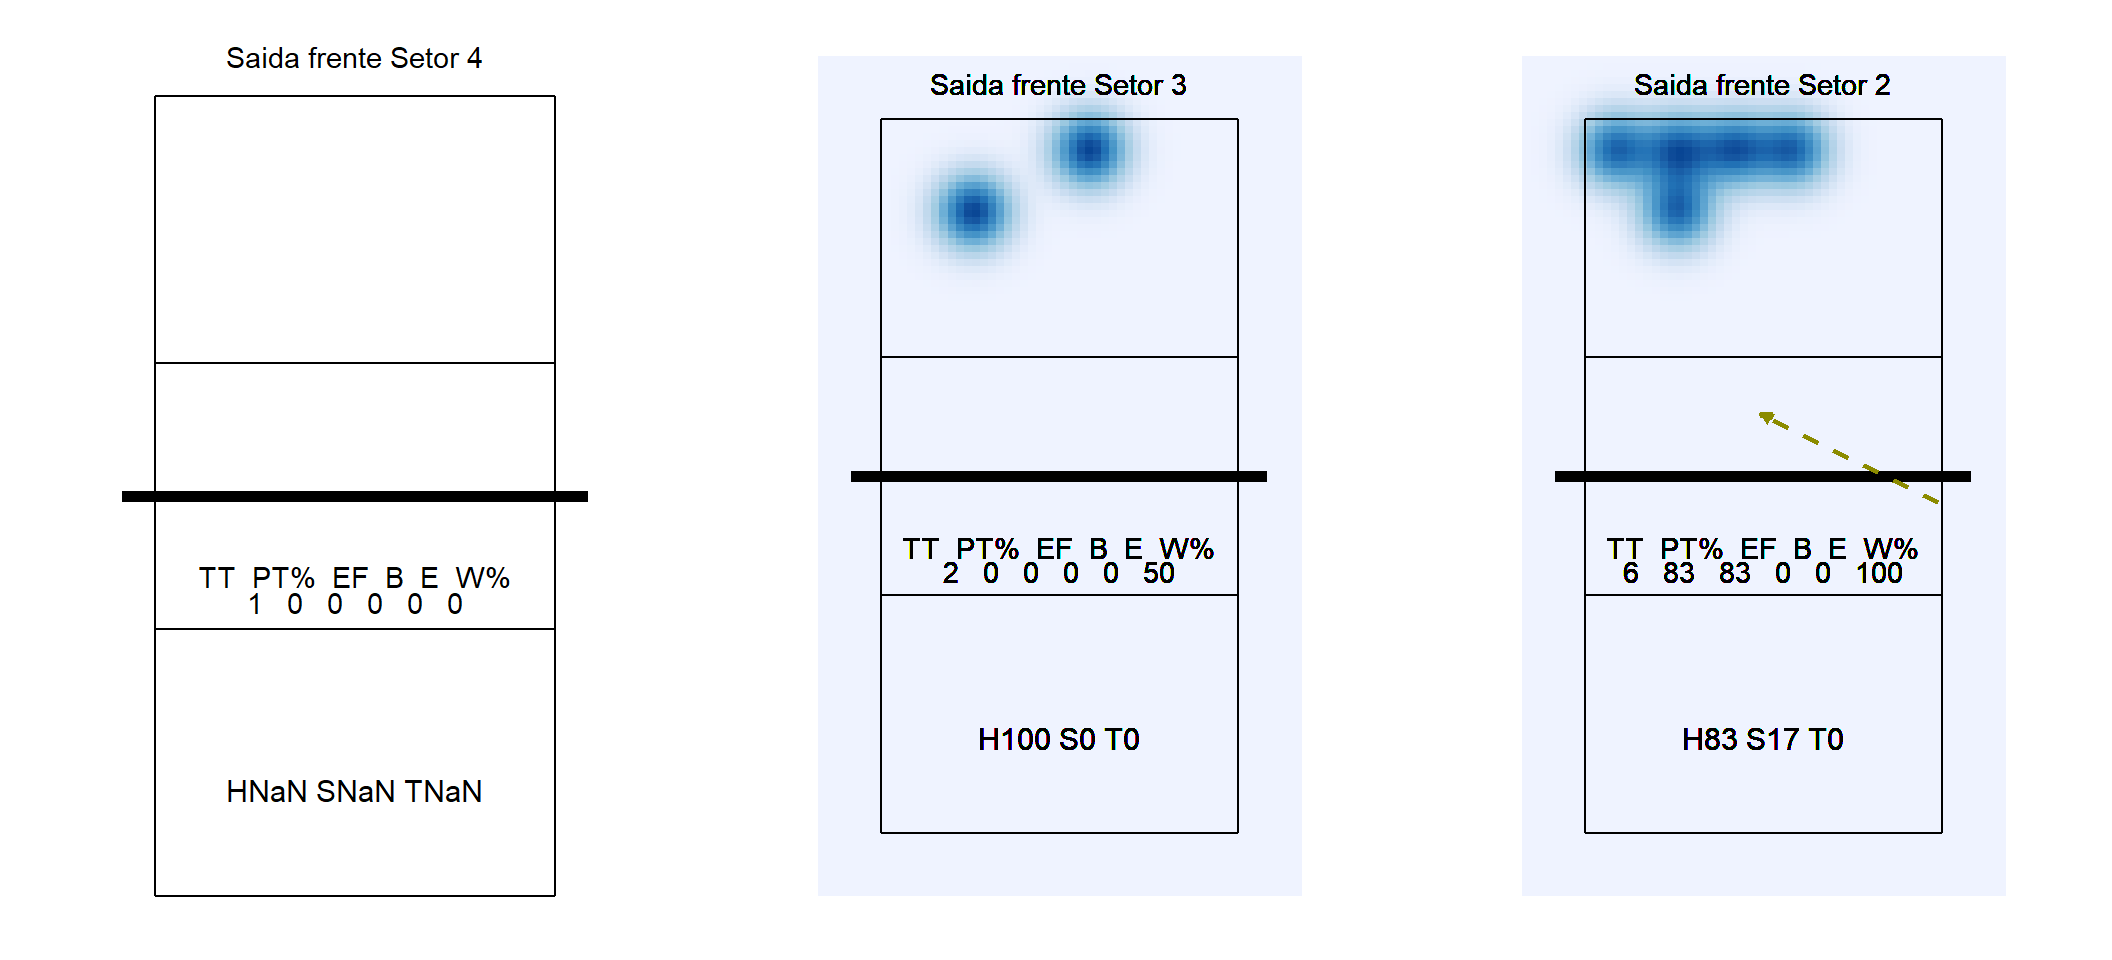 Saida frente Setor 4
TT PT% EF B E W%
1 0 0 0 0 0
HNaN SNaN TNaN
Saida frente Setor 3
TT PT% EF B E W%
2 0 0 0 0 50
H100 S0 T0
Saida frente Setor 2
TT PT% EF B E W%
6 83 83 0 0 100
H83 S17 T0